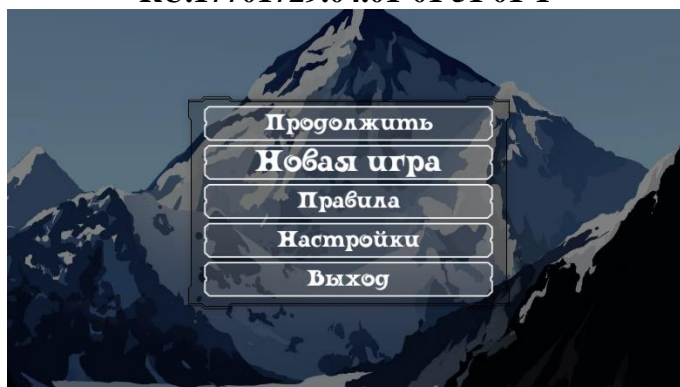 Продолжить
Новая игра
Правила
Настройки
Выход